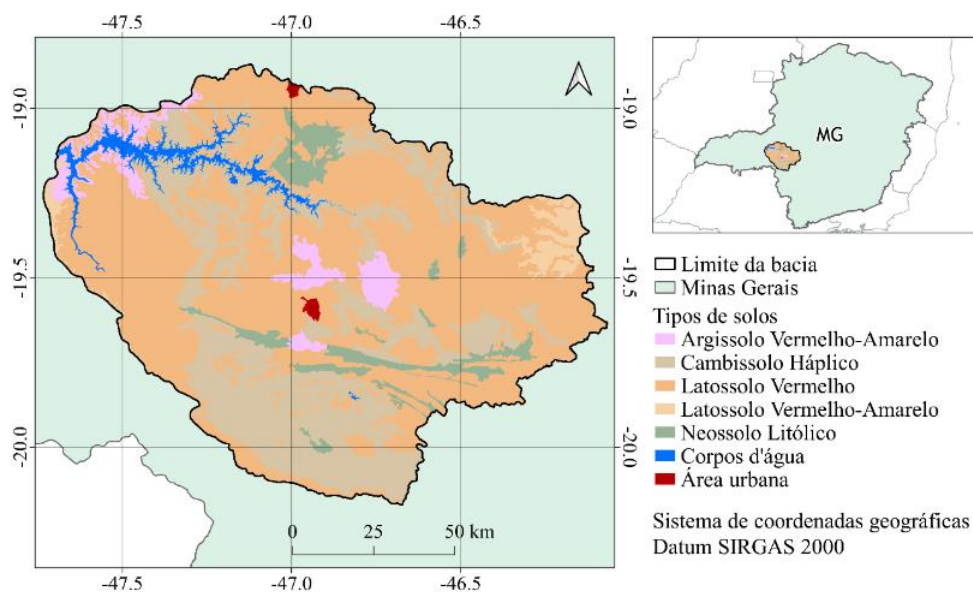 -47.5 -47.0 -46.5
-19.0 -19.0
-19.5 -19.5
-20.0 -20.0
0 25 50 km
-47.5 -47.0 -46.5
MG
Limite da bacia
Minas Gerais
Tipos de solos
Argissolo Vermelho-Amarelo
Cambissolo Háplico
Latossolo Vermelho
Latossolo Vermelho-Amarelo
Neossolo Litólico
Corpos d'água
Área urbana
Sistema de coordenadas geográficas
Datum SIRGAS 2000